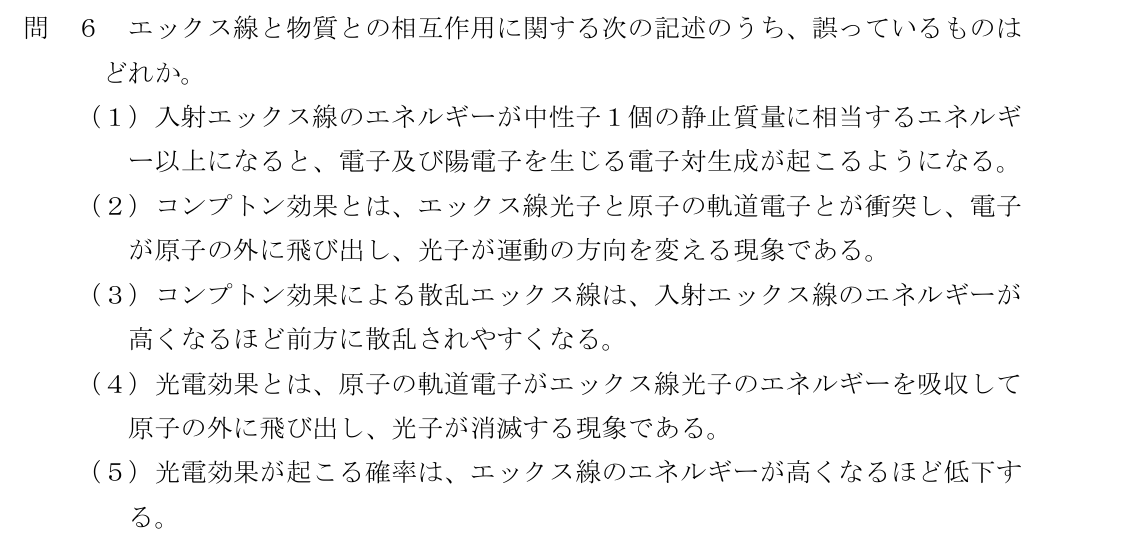 問　６　エックス線と物質との相互作用に関する次の記述のうち、誤っているものは
どれか。
（１）入射エックス線のエネルギーが中性子１個の静止質量に相当するエネルギ
ー以上になると、電子及び陽電子を生じる電子対生成が起こるようになる。
（２）コンプトン効果とは、エックス線光子と原子の軌道電子とが衝突し、電子
が原子の外に飛び出し、光子が運動の方向を変える現象である。
（３）コンプトン効果による散乱エックス線は、入射エックス線のエネルギーが
高くなるほど前方に散乱されやすくなる。
（４）光電効果とは、原子の軌道電子がエックス線光子のエネルギーを吸収して
原子の外に飛び出し、光子が消滅する現象である。
（５）光電効果が起こる確率は、エックス線のエネルギーが高くなるほど低下す
る。